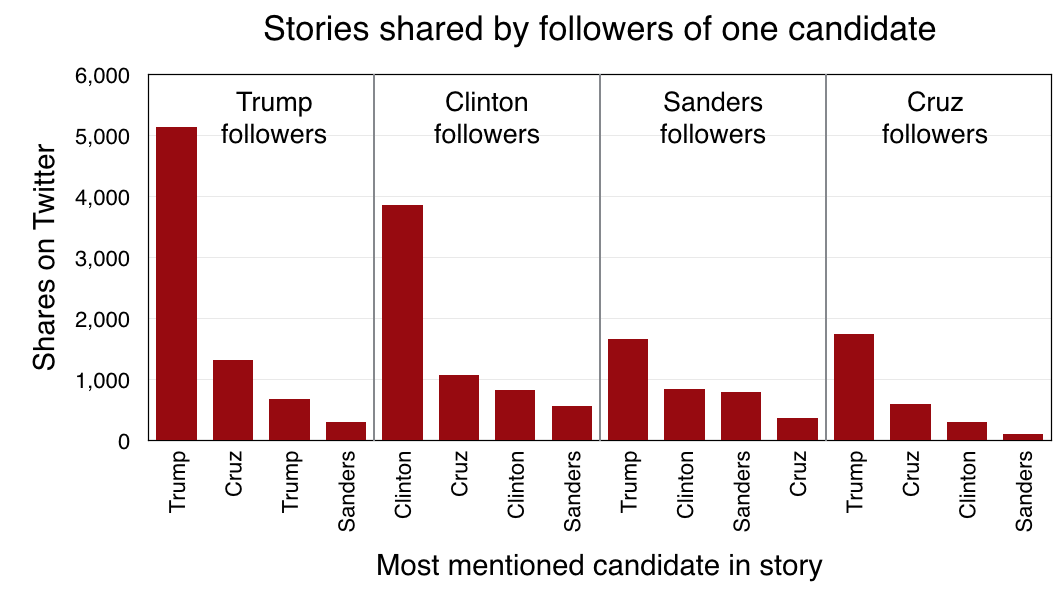 Stories shared by followers of one candidate
Shares on Twitter
6,000
5,000
4,000
3,000
2,000
1,000
0
Trump
followers
Clinton
followers
Sanders
followers
Cruz
followers
Trump
Cruz
Trump
Sanders
Clinton
Cruz
Clinton
Sanders
Trump
Clinton
Sanders
Cruz
Trump
Cruz
Clinton
Sanders
Most mentioned candidate in story